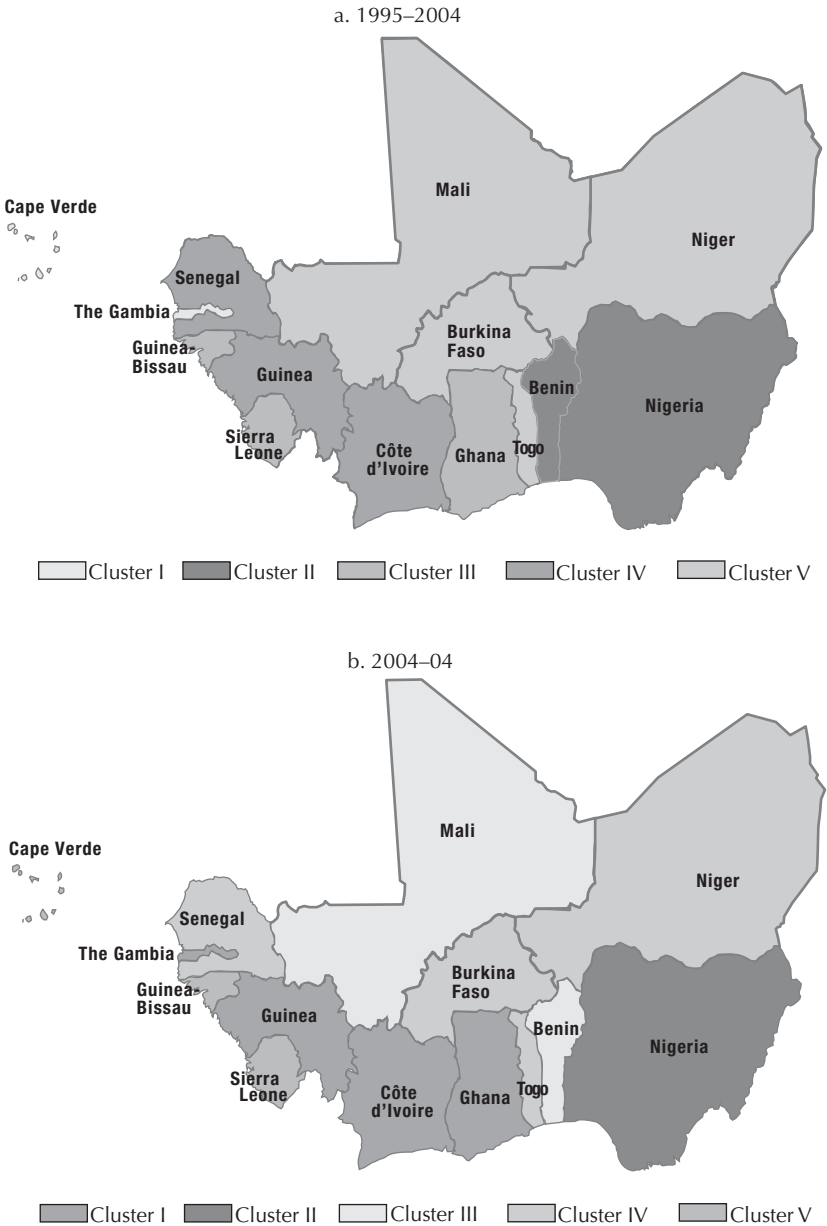 a. 1995–2004
Mali
Cape Verde
Niger
Senegal
The Gambia
Burkina
Faso
Guinea-
Bissau
Guinea
Benin
Nigeria
Sierra
Leone
Côte
d'Ivoire
Ghana
Togo
Cluster I
Cluster II
Cluster III
Cluster IV
Cluster V
b. 2004–04
Mali
Cape Verde
Niger
Senegal
The Gambia
Burkina
Faso
Guinea-
Bissau
Guinea
Benin
Nigeria
Sierra
Leone
Côte
d'Ivoire
Ghana
Togo
Cluster I
Cluster II
Cluster III
Cluster IV
Cluster V